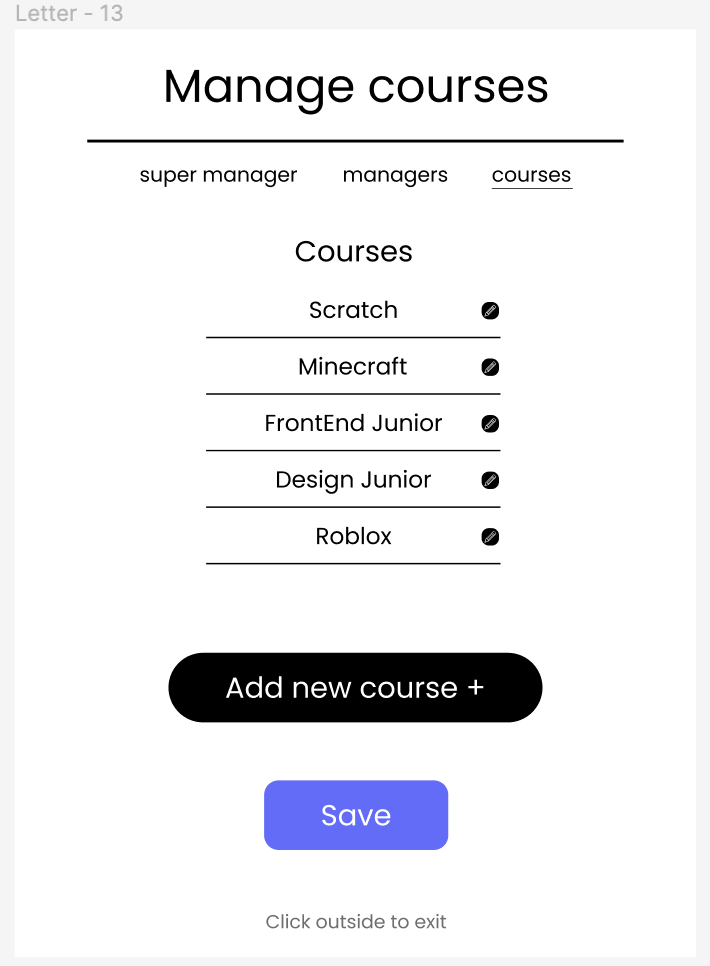 Letter - 13
Manage courses
super manager managers courses
Courses
Scratch
Minecraft
FrontEnd Junior
Design Junior
Roblox
Add new course +
Save
Click outside to exit